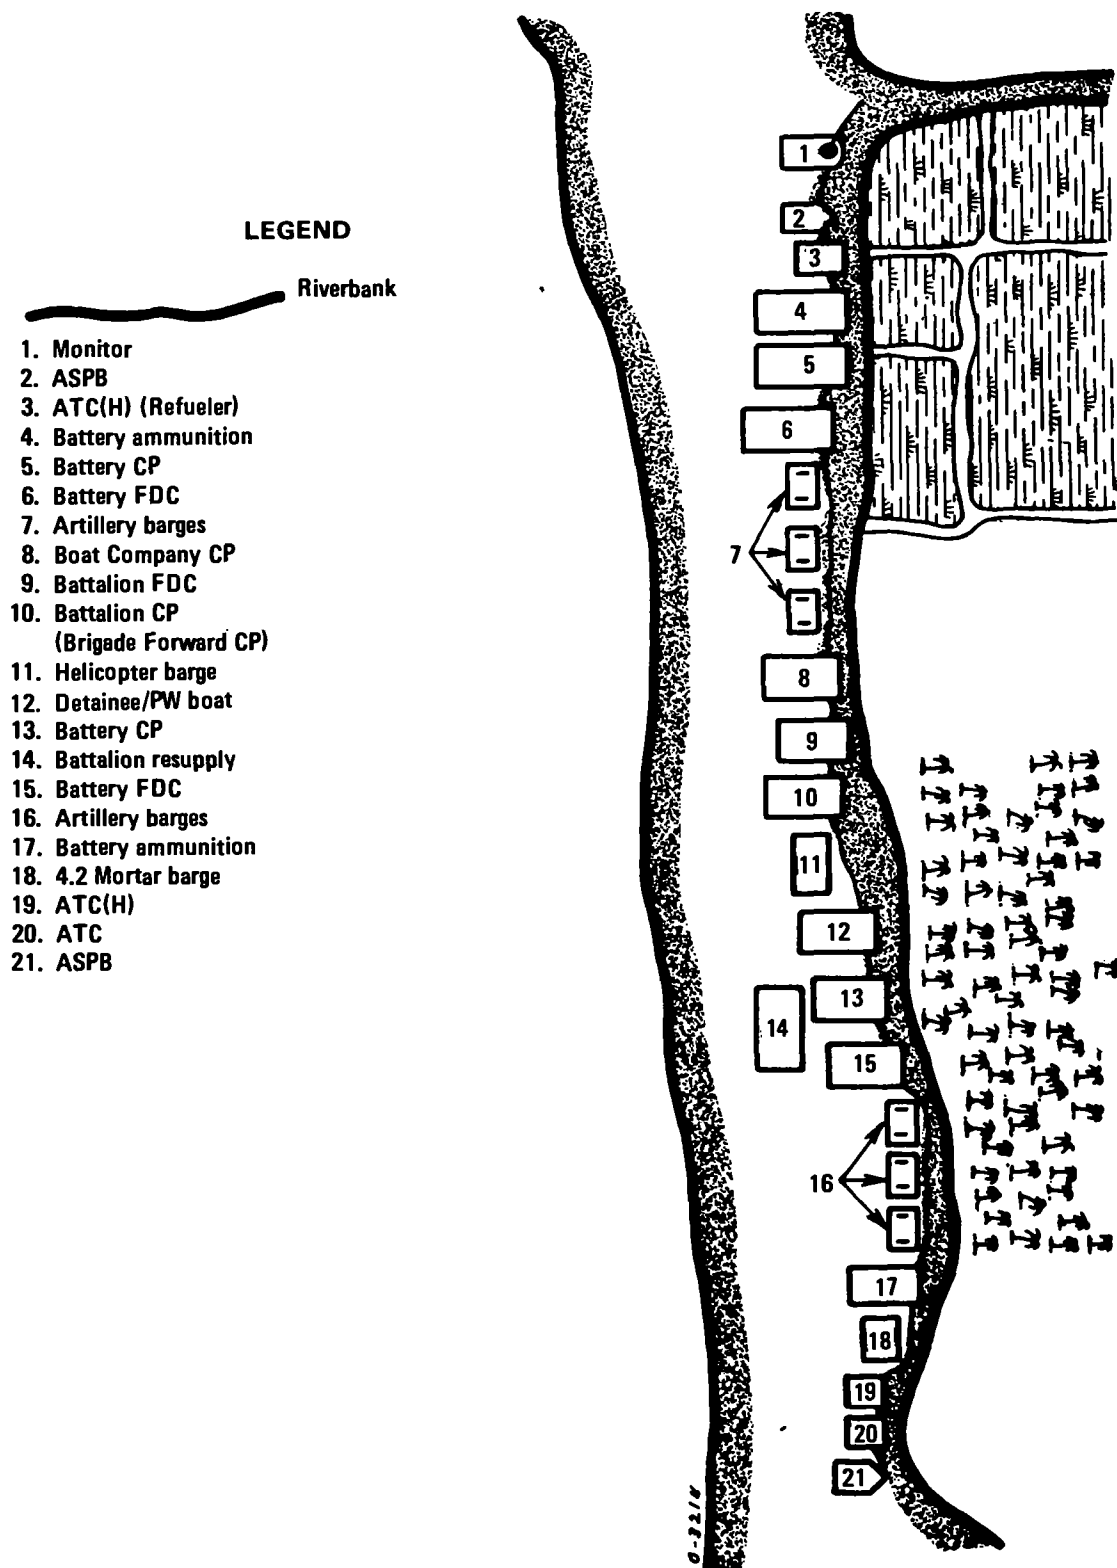 LEGEND
Riverbank
1. Monitor
2. ASPB
3. ATC(H) (Refueler)
4. Battery ammunition
5. Battery CP
6. Battery FDC
7. Artillery barges
8. Boat Company CP
9. Battalion FDC
10. Battalion CP
(Brigade Forward CP)
11. Helicopter barge
12. Detainee/PW boat
13. Battery CP
14. Battalion resupply
15. Battery FDC
16. Artillery barges
17. Battery ammunition
18. 4.2 Mortar barge
19. ATC(H)
20. ATC
21. ASPB
1
2
3
4
5
6
7
8
9
10
11
12
13
14
15
16
17
18
19
20
21